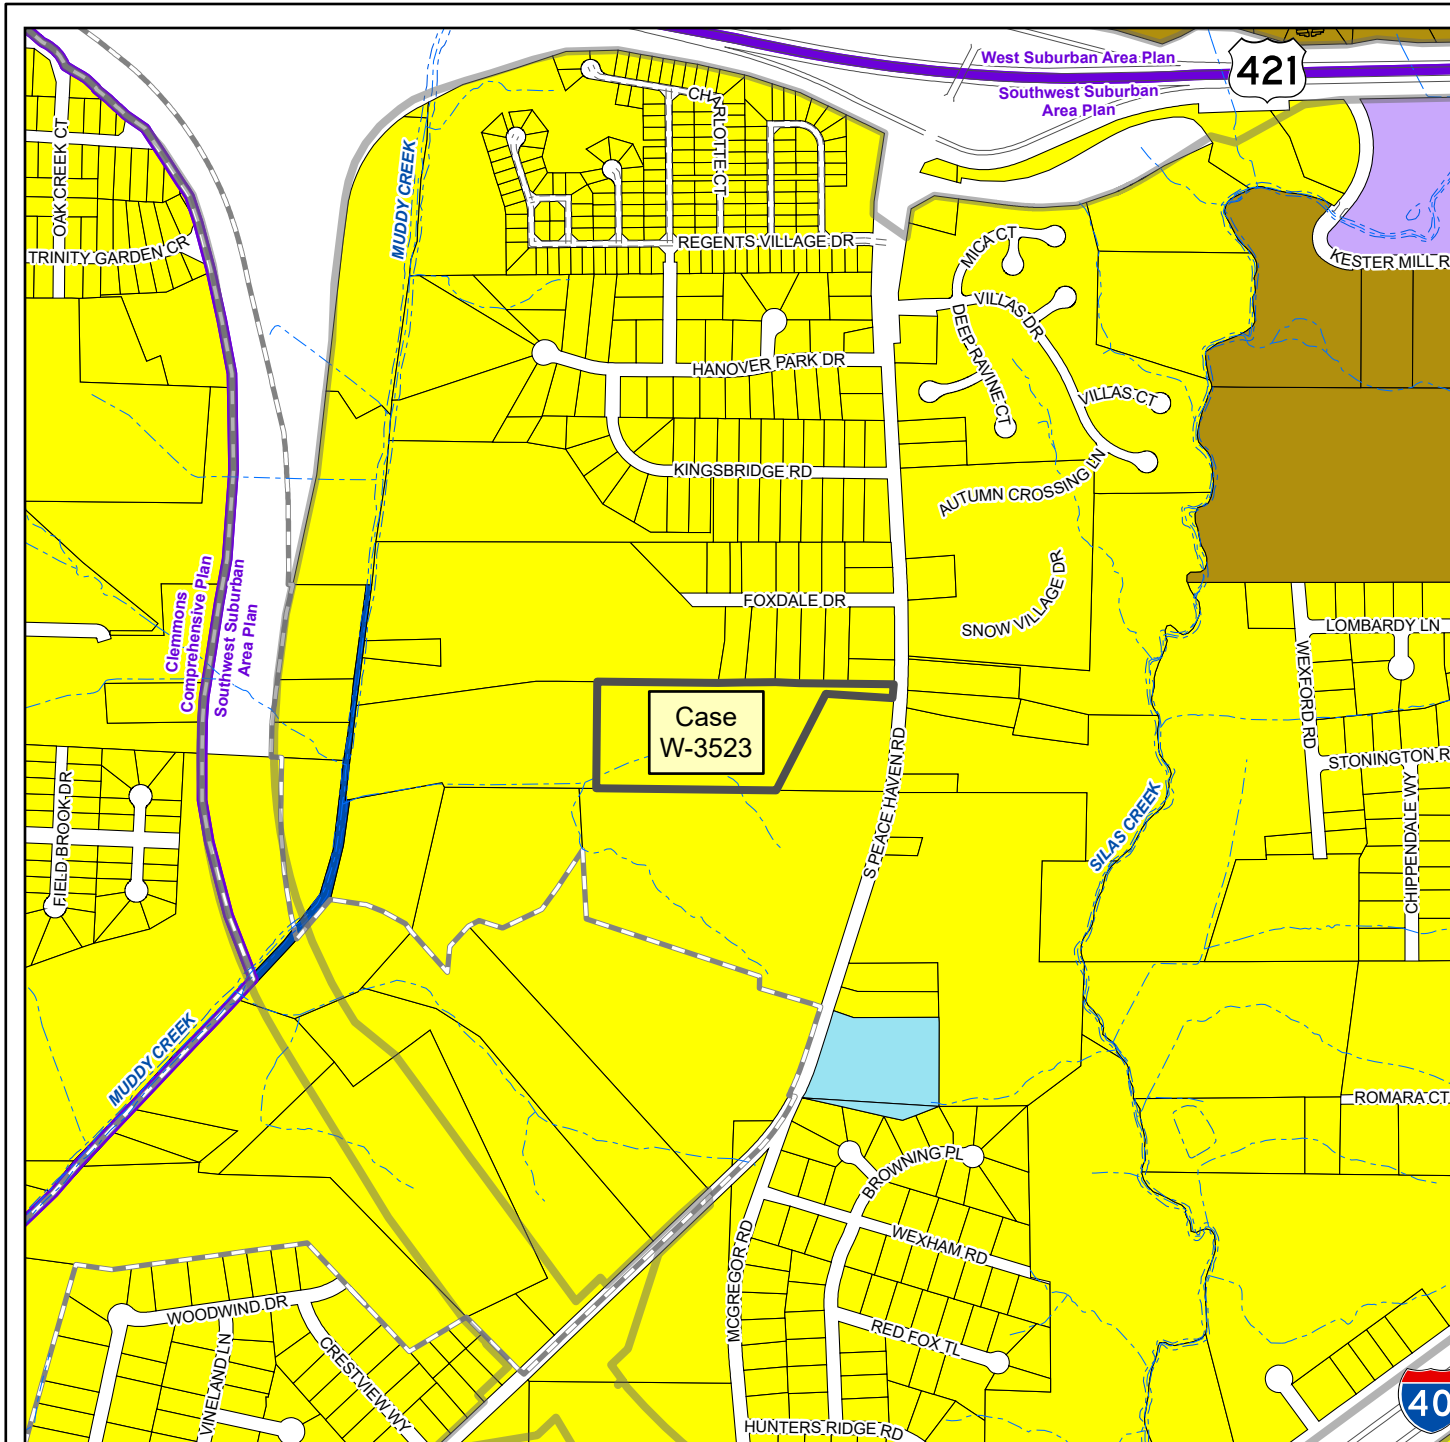 West Suburban Area Plan
421
Southwest Suburban
Area Plan
CHARLOTTE CT
OAK CREEK CT
MUDDY CREEK
TRINITY GARDEN CR
REGENTS VILLAGE DR
MICA CT
KESTER MILL R
VILLAS DR
DEEP RAVINE CT
HANOVER PARK DR
VILLAS CT
KINGSBRIDGE RD
AUTUMN CROSSING LN
Clemmons
Comprehensive Plan
Southwest Suburban
Area Plan
FOXDALE DR
SNOW VILLAGE DR
LOMBARDY LN
WEXFORD RD
Case
W-3523
S PEACE HAVEN RD
STONINGTON R
FIELD BROOK DR
SILAS CREEK
CHIPPENDALE WY
MUDDY CREEK
ROMARA CT
BROWNING PL
WEXHAM RD
MCGREGOR RD
WOODWIND DR
VINELAND LN
CRESTVIEW WY
RED FOX TL
40
HUNTERS RIDGE RD